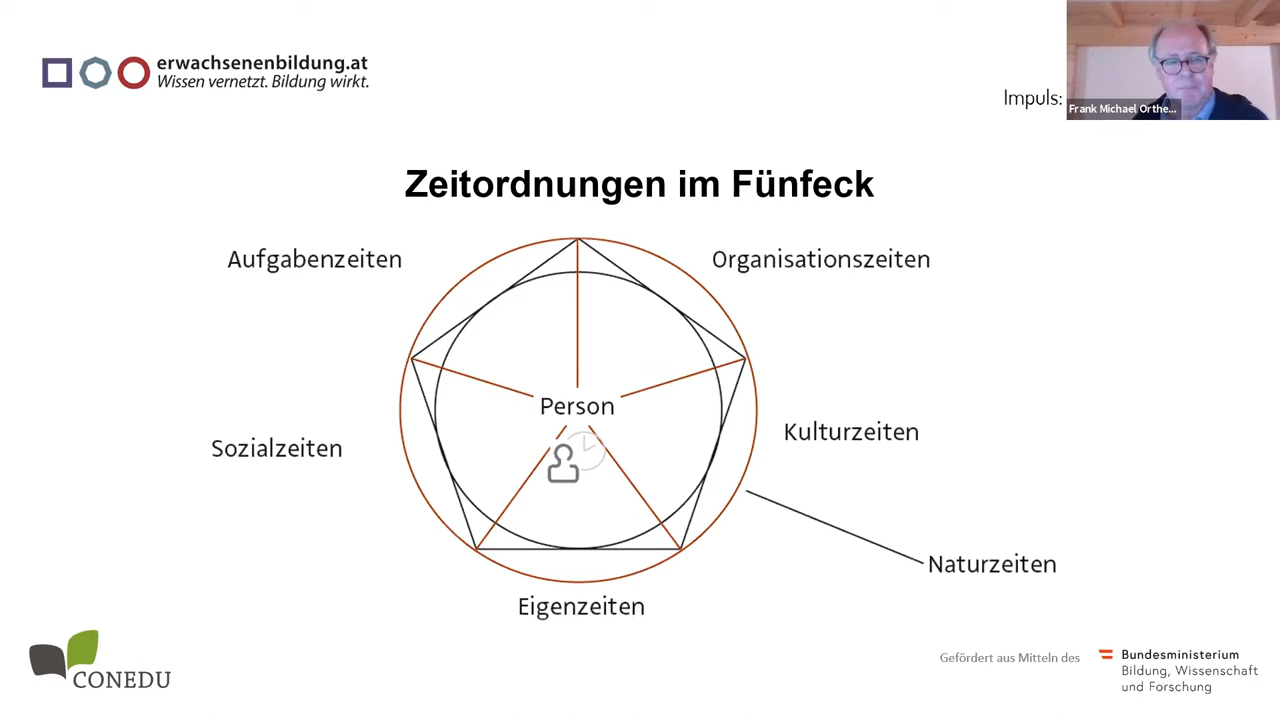 erwachsenenbildung.at
Wissen vernetzt. Bildung wirkt.
Impuls:
Frank Michael Orthe...
Zeitordnungen im Fünfeck
Aufgabenzeiten
Organisationszeiten
Person
Kulturzeiten
Sozialzeiten
Naturzeiten
Eigenzeiten
CONEDU
Gefördert aus Mitteln des
Bundesministerium
Bildung, Wissenschaft
und Forschung